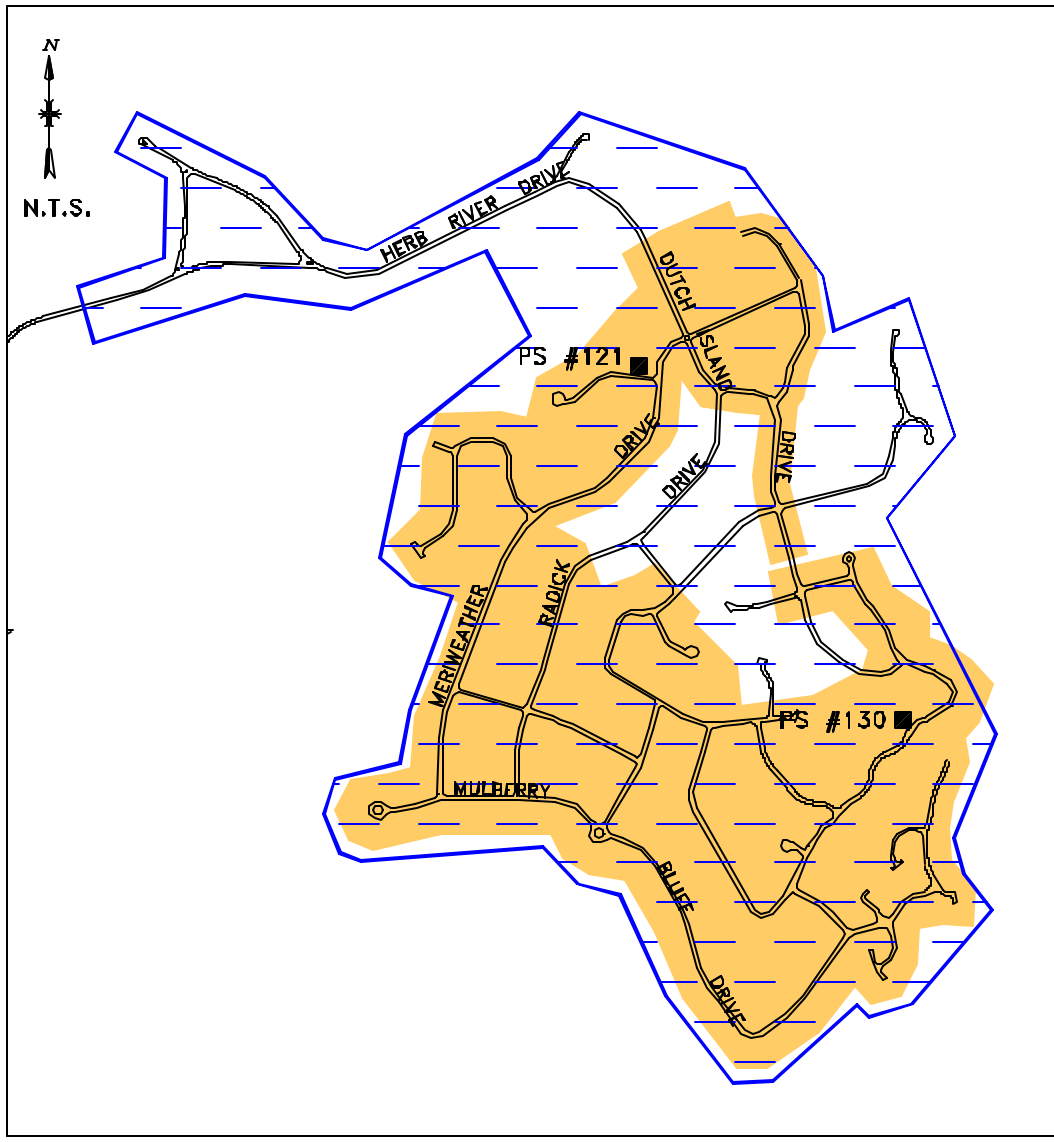 N
N.T.S.
HERB RIVER DRIVE
DUTCH ISLAND DRIVE
PS #121
DRIVE
DRIVE
MERIWEATHER
RADICK
PS #130
MULBERRY
BLUFF
DRIVE